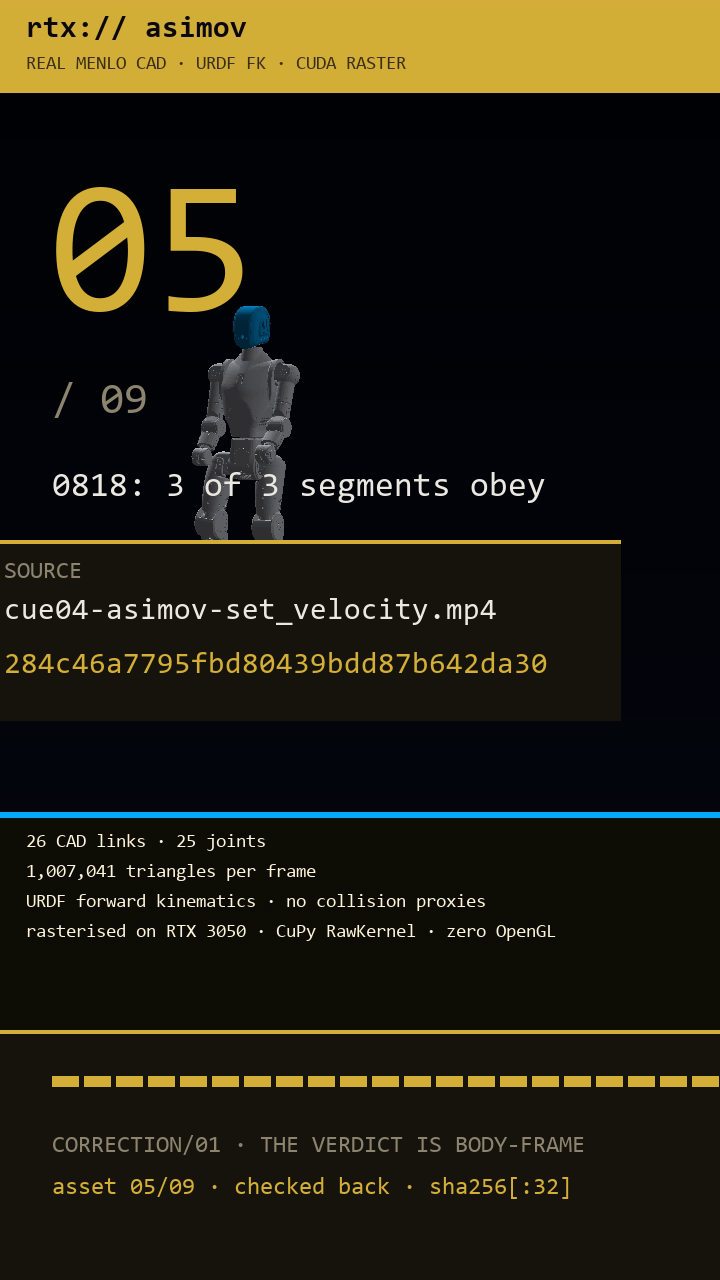 rtx:// asimov
REAL MENLO CAD · URDF FK · CUDA RASTER
05
/ 09
0818: 3 of 3 segments obey
SOURCE
cue04-asimov-set_velocity.mp4
284c46a7795fbd80439bdd87b642da30
26 CAD links · 25 joints
1,007,041 triangles per frame
URDF forward kinematics · no collision proxies
rasterised on RTX 3050 · CuPy RawKernel · zero OpenGL
CORRECTION/01 · THE VERDICT IS BODY-FRAME
asset 05/09 · checked back · sha256[:32]